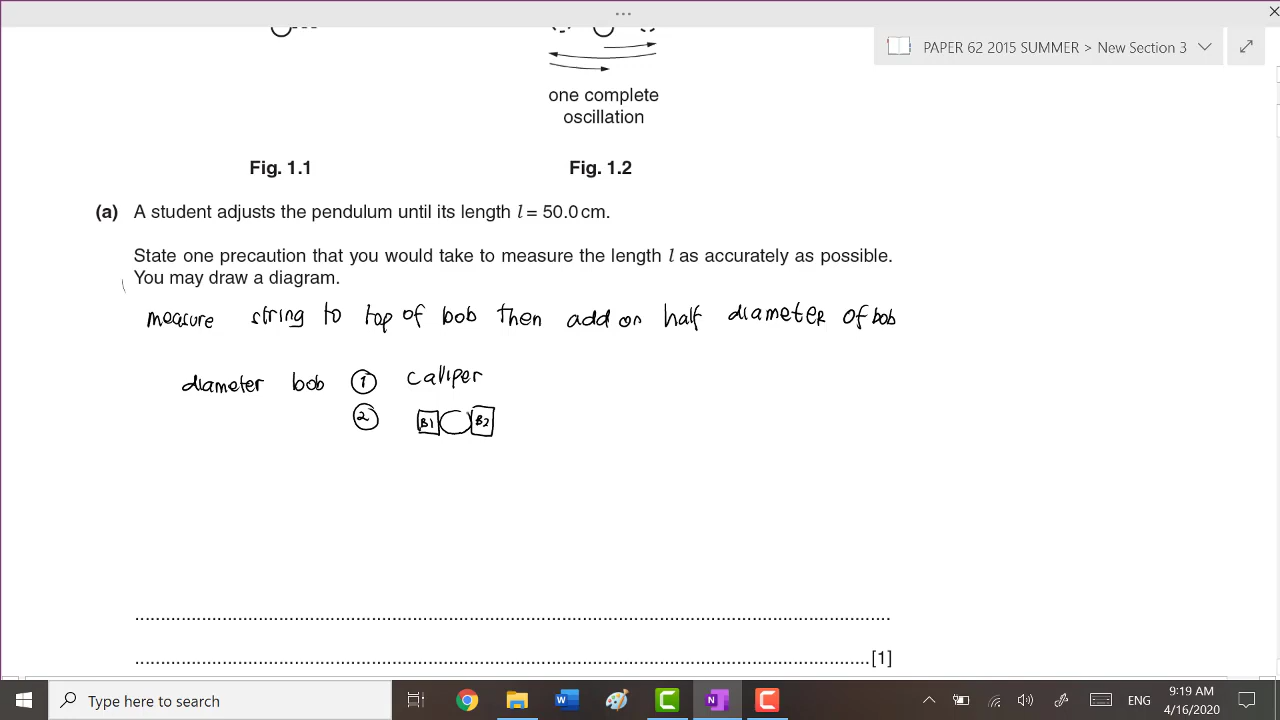 ...
PAPER 62 2015 SUMMER > New Section 3
one complete
oscillation
Fig. 1.1 Fig. 1.2
(a) A student adjusts the pendulum until its length l = 50.0 cm.
State one precaution that you would take to measure the length l as accurately as possible.
You may draw a diagram.
measure string to top of bob then add on half diameter of bob
diameter bob 1 calliper
2 B1 B2
[1]
Type here to search
N
ENG
3:19 AM
4/16/2020